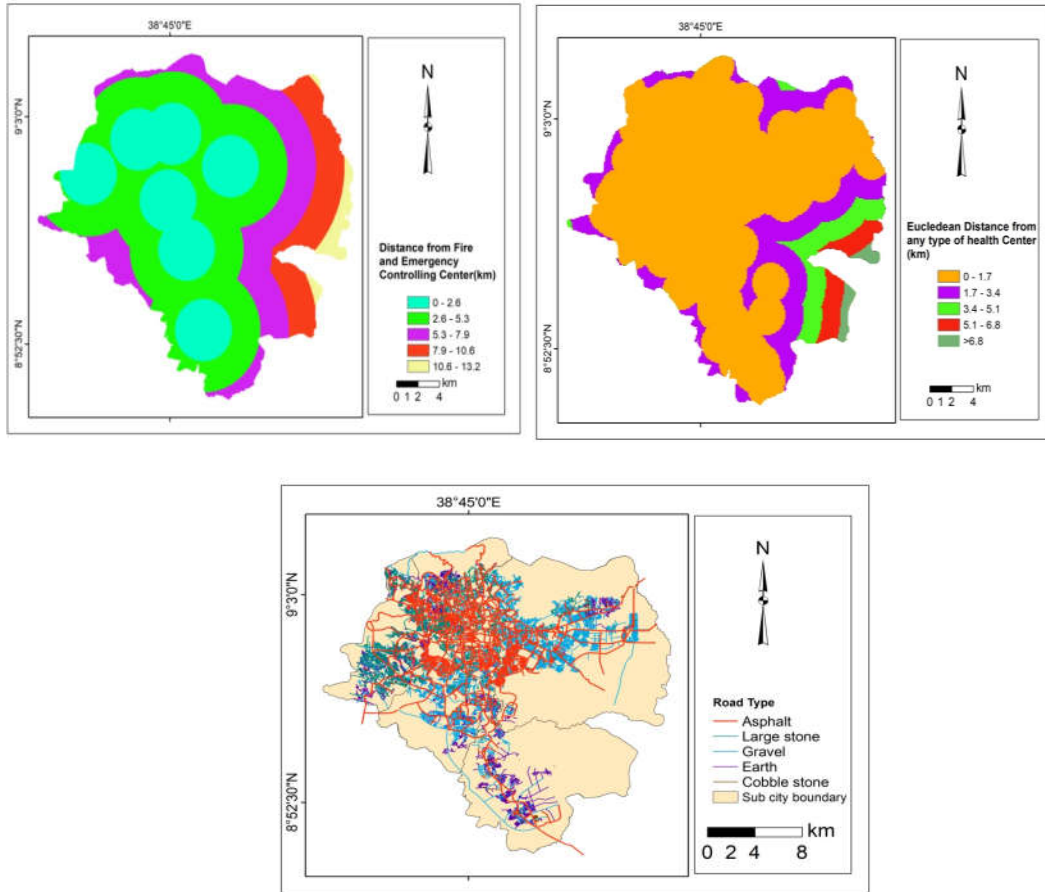 38°45'0"E
9°3'0"N
8°52'30"N
N
Distance from Fire
and Emergency
Controlling Center(km)
0 - 2.6
2.6 - 5.3
5.3 - 7.9
7.9 - 10.6
10.6 - 13.2
km
0 1 2 4
38°45'0"E
9°3'0"N
8°52'30"N
N
Eucledean Distance from
any type of health Center
(km)
0 - 1.7
1.7 - 3.4
3.4 - 5.1
5.1 - 6.8
>6.8
km
0 1 2 4
38°45'0"E
9°3'0"N
8°52'30"N
N
Road Type
Asphalt
Large stone
Gravel
Earth
Cobble stone
Sub city boundary
km
0 2 4 8